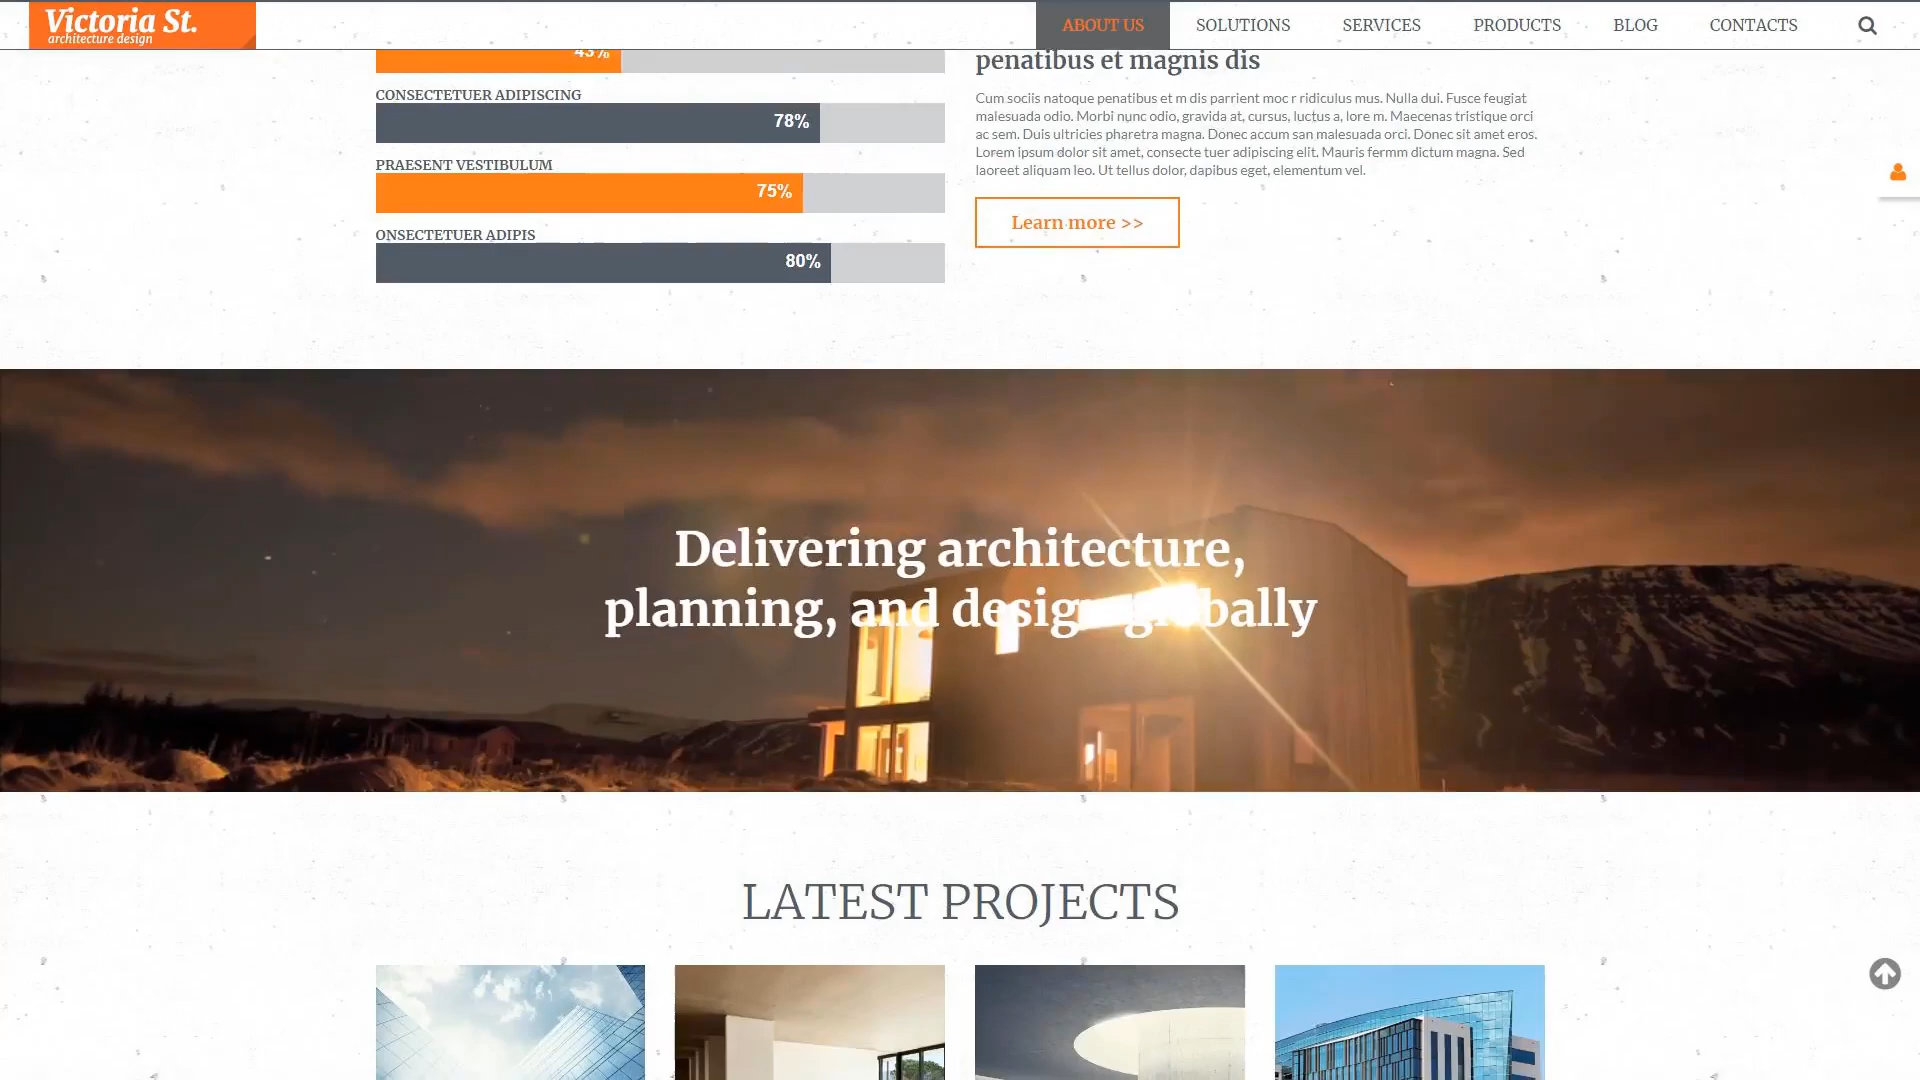 Victoria St.
architecture design
ABOUT US
SOLUTIONS
SERVICES
PRODUCTS
BLOG
CONTACTS
43%
CONSECTETUER ADIPISCING
78%
PRAESENT VESTIBULUM
75%
ONSECTETUER ADIPIS
80%
penatibus et magnis dis
Cum sociis natoque penatibus et m dis parrient moc r ridiculus mus. Nulla dui. Fusce feugiat
malesuada odio. Morbi nunc odio, gravida at, cursus, luctus a, lore m. Maecenas tristique orci
ac sem. Duis ultricies pharetra magna. Donec accum san malesuada orci. Donec sit amet eros.
Lorem ipsum dolor sit amet, consecte tuer adipiscing elit. Mauris fermm dictum magna. Sed
laoreet aliquam leo. Ut tellus dolor, dapibus eget, elementum vel.
Learn more >>
Delivering architecture,
planning, and design globally
LATEST PROJECTS